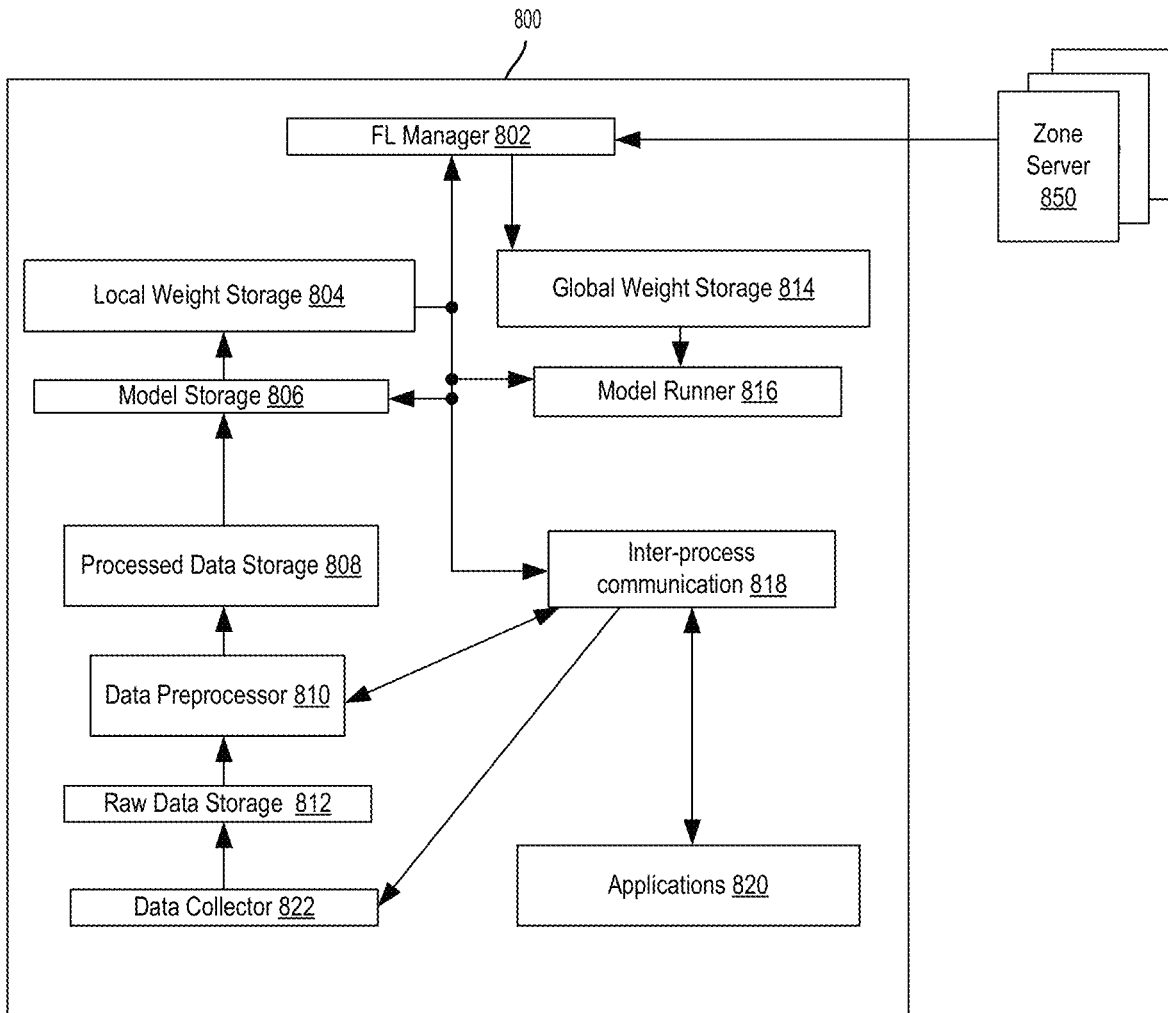 800
FL Manager 802
Zone
Server
850
Local Weight Storage 804
Global Weight Storage 814
Model Storage 806
Model Runner 816
Processed Data Storage 808
Inter-process
communication 818
Data Preprocessor 810
Raw Data Storage 812
Applications 820
Data Collector 822